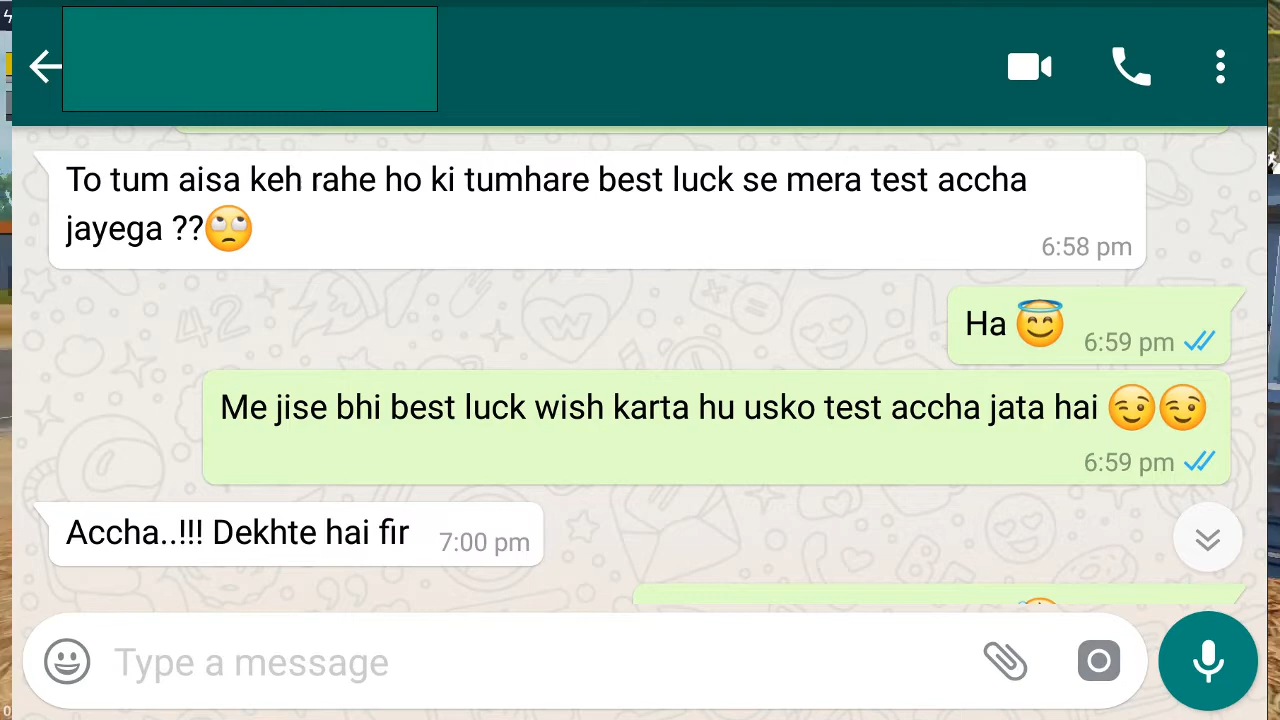 To tum aisa keh rahe ho ki tumhare best luck se mera test accha
jayega ??🙄
6:58 pm
Ha 😇
6:59 pm
Me jise bhi best luck wish karta hu usko test accha jata hai 😉😉
6:59 pm
Accha..!!! Dekhte hai fir
7:00 pm
Type a message